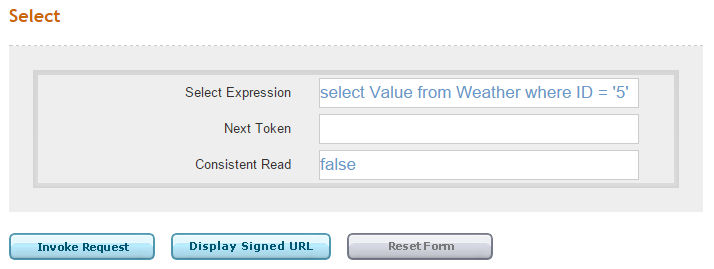 Select
Select Expression
select Value from Weather where ID = '5'
Next Token
Consistent Read
false
Invoke Request
Display Signed URL
Reset Form